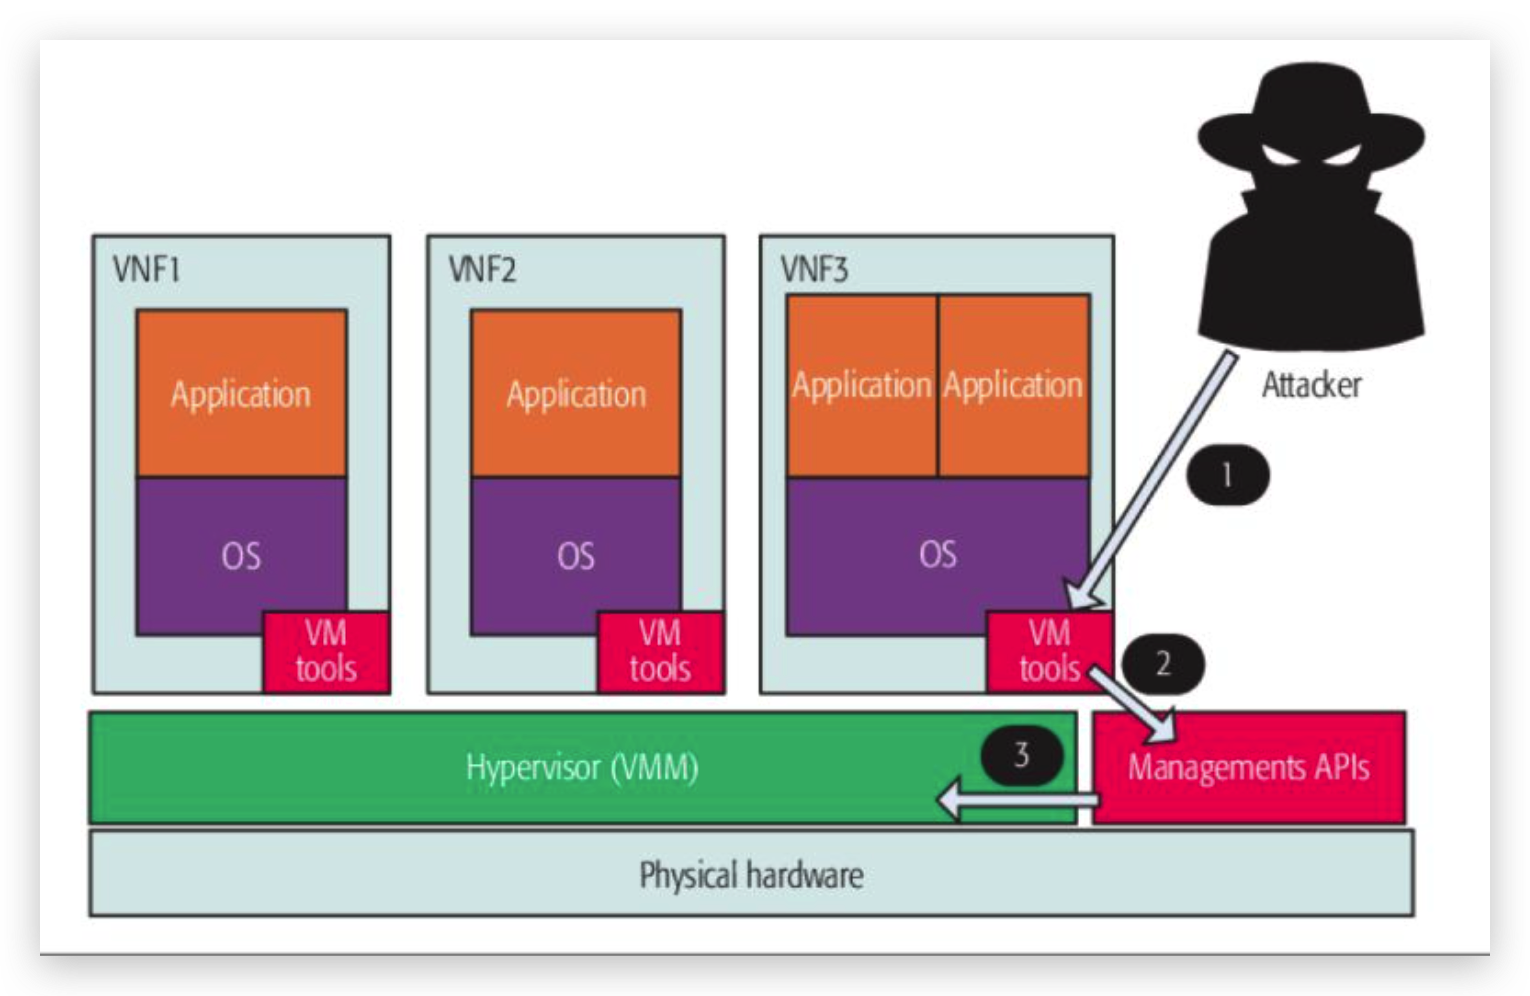 VNF1
Application
OS
VM
tools
VNF2
Application
OS
VM
tools
VNF3
Application
Application
OS
VM
tools
Attacker
1
2
3
Hypervisor (VMM)
Managements APIs
Physical hardware